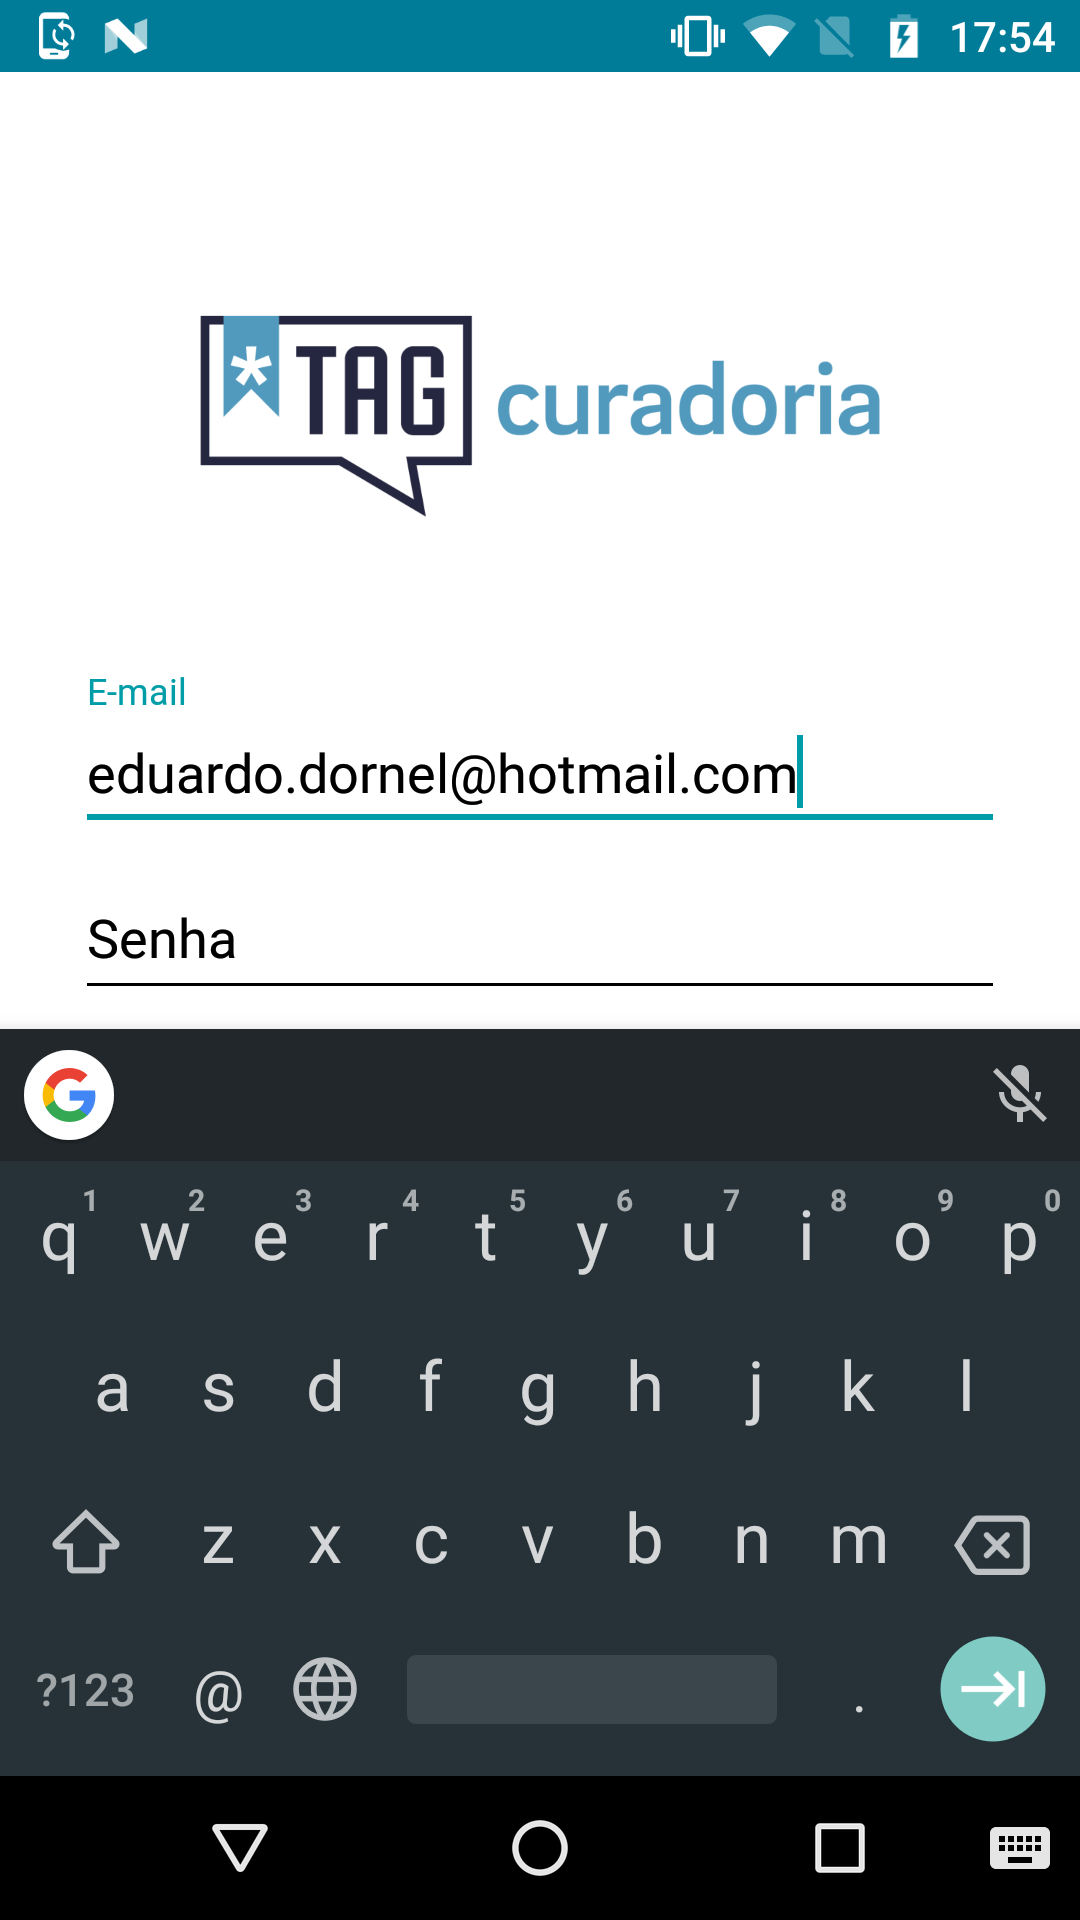 17:54
*TAG curadoria
E-mail
eduardo.dornel@hotmail.com
Senha
1 2 3 4 5 6 7 8 9 0
q w e r t y u i o p
a s d f g h j k l
z x c v b n m
?123 @ .